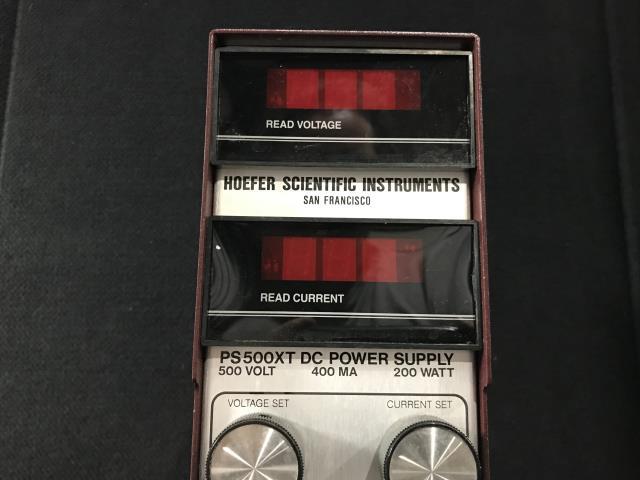 READ VOLTAGE
HOEFER SCIENTIFIC INSTRUMENTS
SAN FRANCISCO
READ CURRENT
PS500XT DC POWER SUPPLY
500 VOLT 400 MA 200 WATT
VOLTAGE SET CURRENT SET